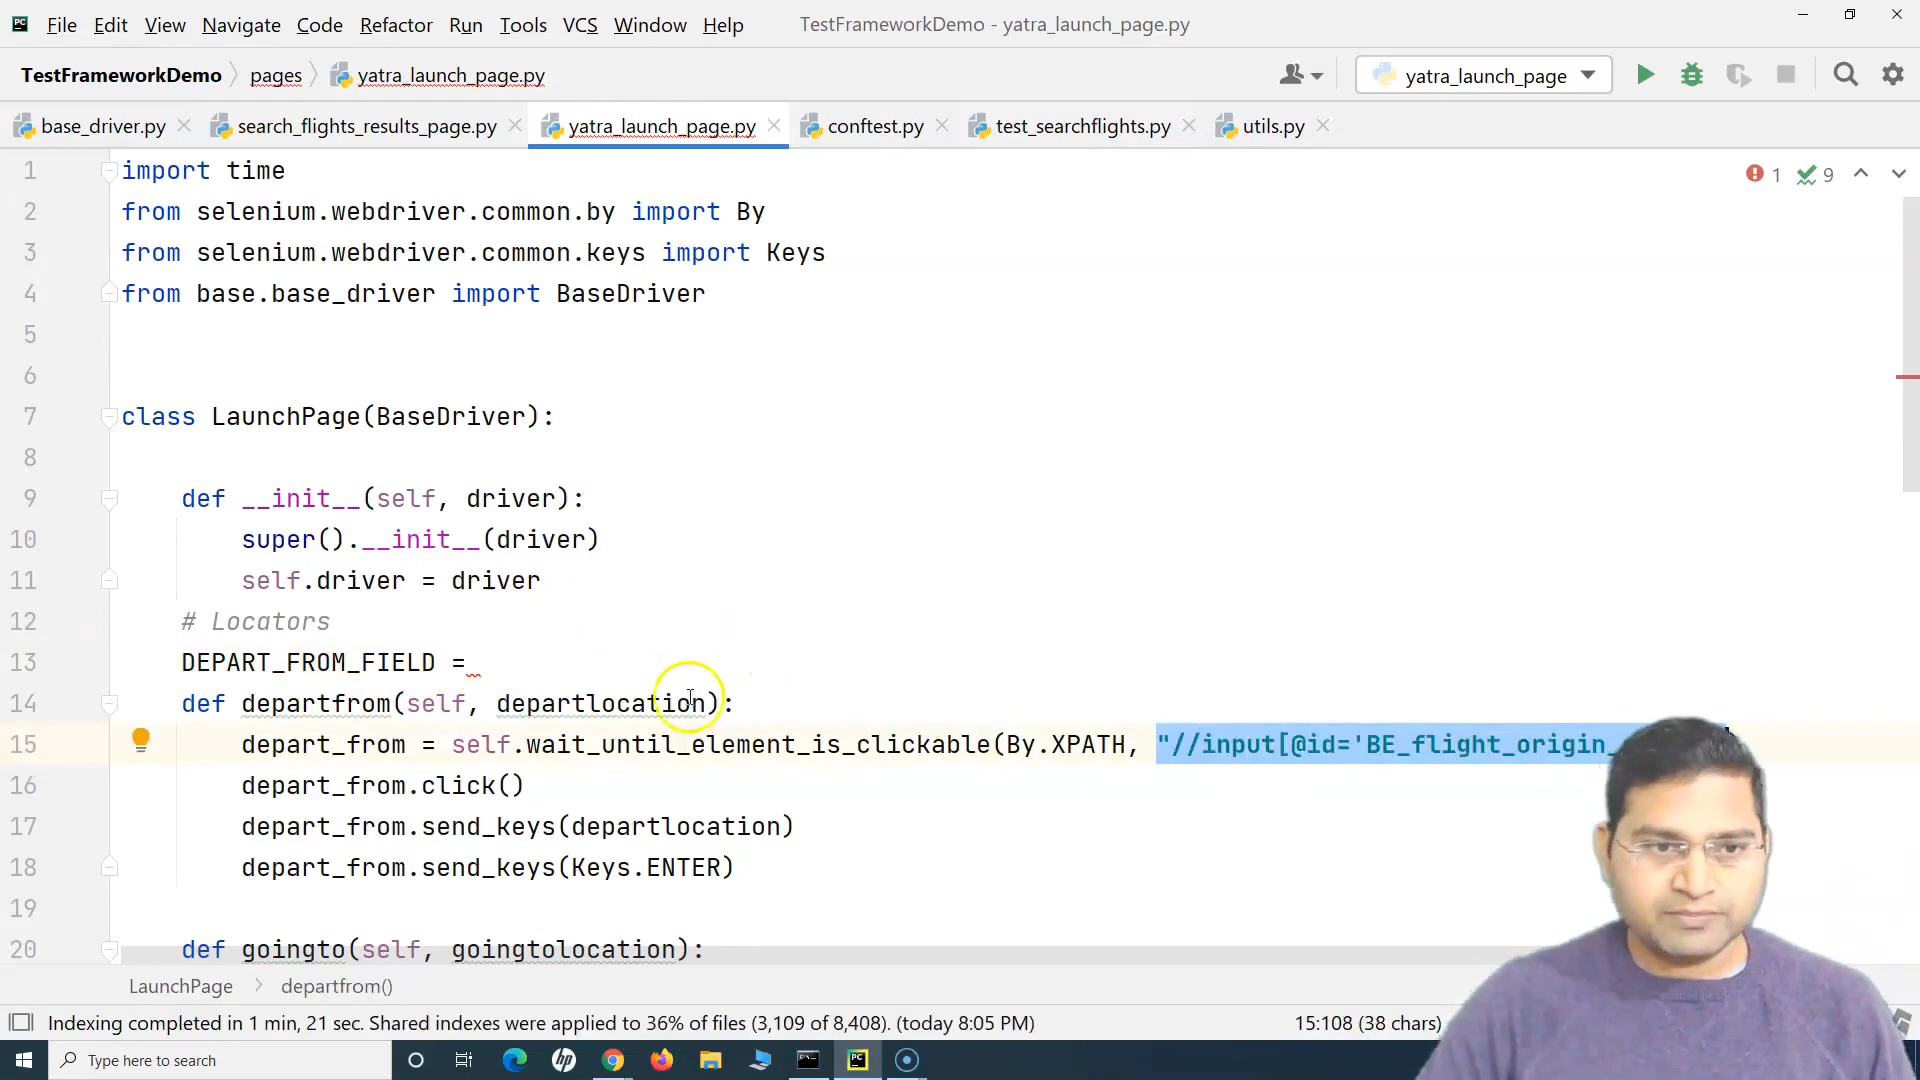 File Edit View Navigate Code Refactor Run Tools VCS Window Help TestFrameworkDemo - yatra_launch_page.py
TestFrameworkDemo pages yatra_launch_page.py yatra_launch_page
base_driver.py search_flights_results_page.py yatra_launch_page.py conftest.py test_searchflights.py utils.py
1 import time 1 9
2 from selenium.webdriver.common.by import By
3 from selenium.webdriver.common.keys import Keys
4 from base.base_driver import BaseDriver
5
6
7 class LaunchPage(BaseDriver):
8
9 def __init__(self, driver):
10 super().__init__(driver)
11 self.driver = driver
12 # Locators
13 DEPART_FROM_FIELD =
14 def departfrom(self, departlocation):
15 depart_from = self.wait_until_element_is_clickable(By.XPATH, "//input[@id='BE_flight_origin_
16 depart_from.click()
17 depart_from.send_keys(departlocation)
18 depart_from.send_keys(Keys.ENTER)
19
20 def goingto(self, goingtolocation):
LaunchPage departfrom()
Indexing completed in 1 min, 21 sec. Shared indexes were applied to 36% of files (3,109 of 8,408). (today 8:05 PM) 15:108 (38 chars)
Type here to search